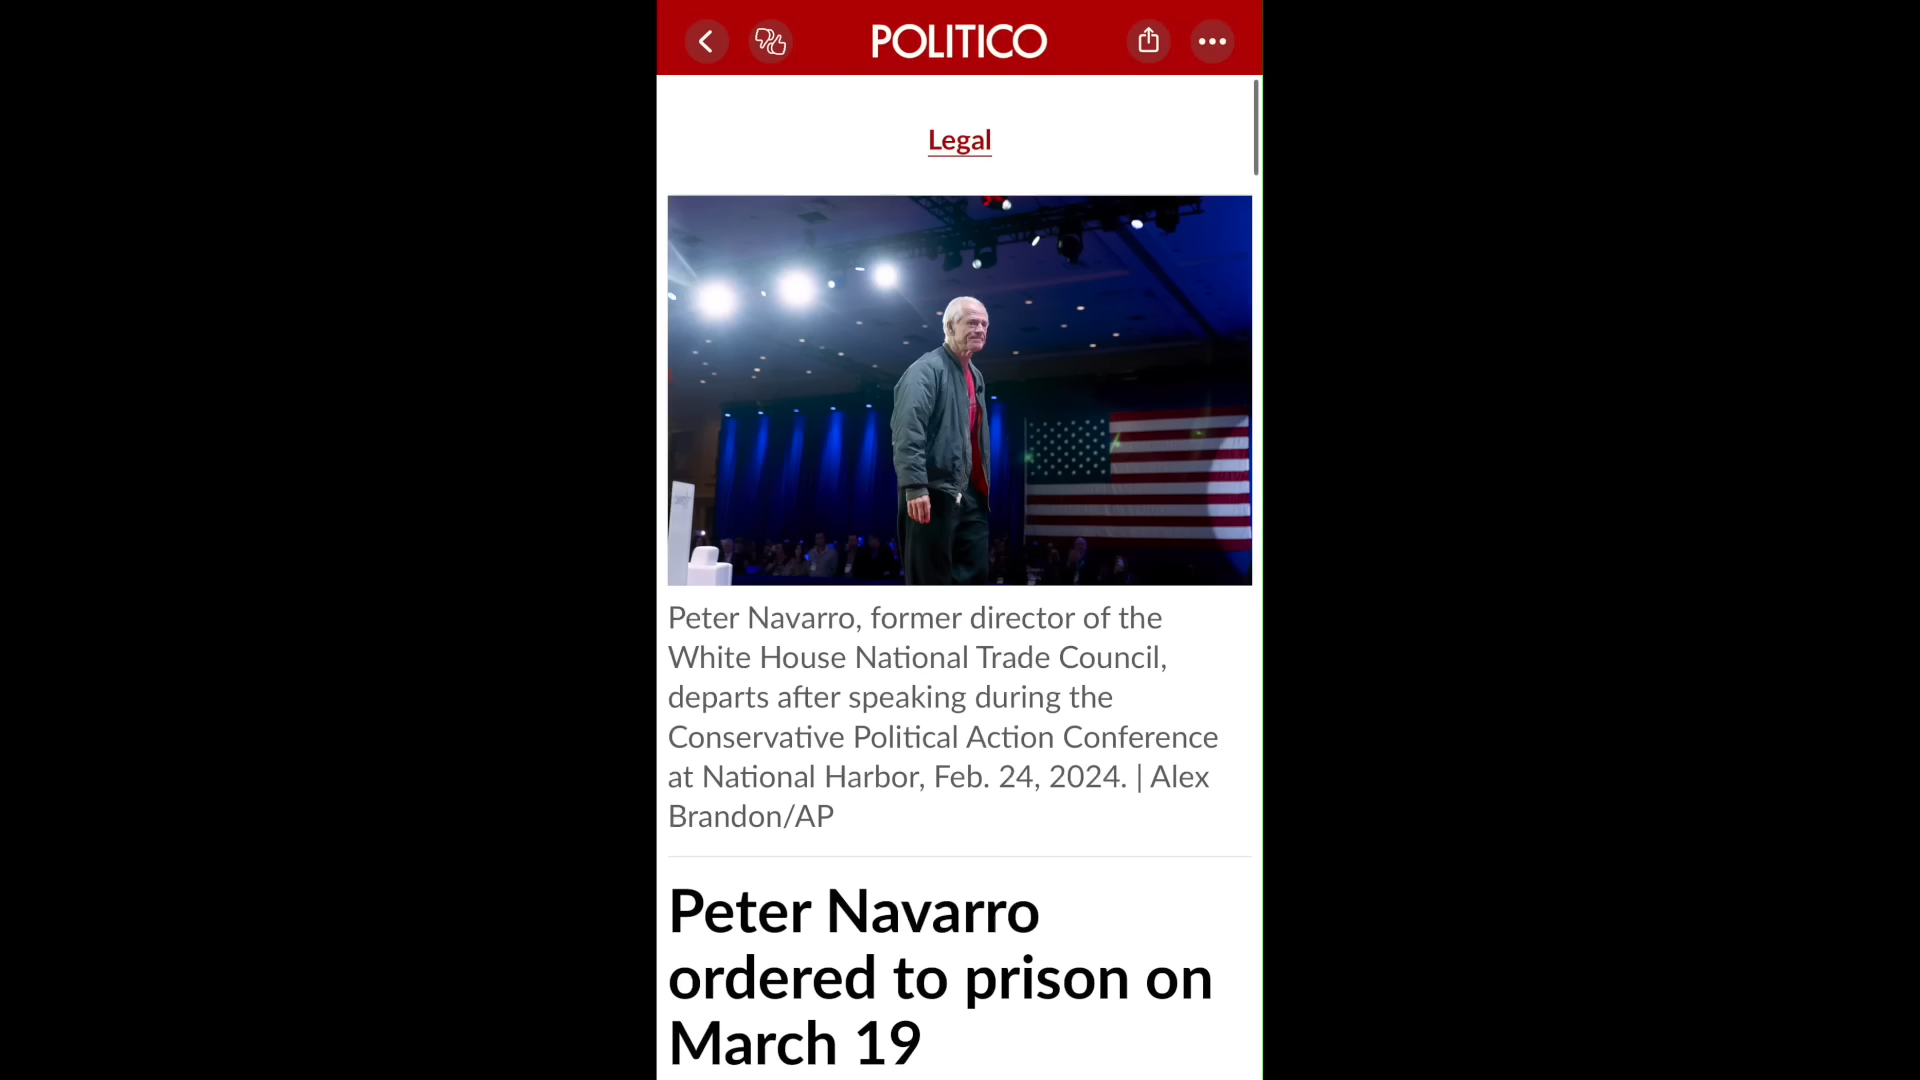 POLITICO
Legal
Peter Navarro, former director of the
White House National Trade Council,
departs after speaking during the
Conservative Political Action Conference
at National Harbor, Feb. 24, 2024. | Alex
Brandon/AP
Peter Navarro
ordered to prison on
March 19